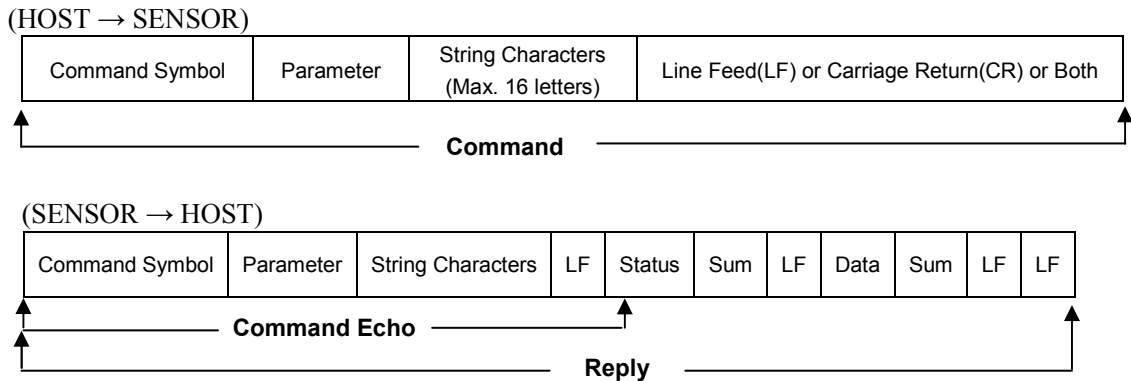 (HOST → SENSOR)
Command Symbol Parameter String Characters (Max. 16 letters) Line Feed(LF) or Carriage Return(CR) or Both
Command
(SENSOR → HOST)
Command Symbol Parameter String Characters LF Status Sum LF Data Sum LF LF
Command Echo
Reply